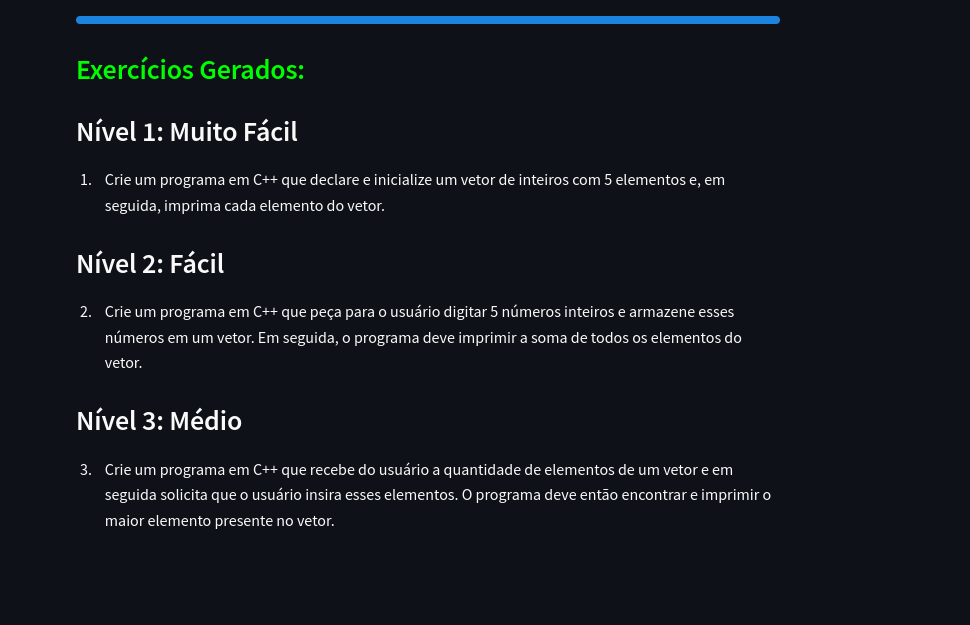 Exercícios Gerados:
Nível 1: Muito Fácil
1. Crie um programa em C++ que declare e inicialize um vetor de inteiros com 5 elementos e, em
seguida, imprima cada elemento do vetor.
Nível 2: Fácil
2. Crie um programa em C++ que peça para o usuário digitar 5 números inteiros e armazene esses
números em um vetor. Em seguida, o programa deve imprimir a soma de todos os elementos do
vetor.
Nível 3: Médio
3. Crie um programa em C++ que recebe do usuário a quantidade de elementos de um vetor e em
seguida solicita que o usuário insira esses elementos. O programa deve então encontrar e imprimir o
maior elemento presente no vetor.